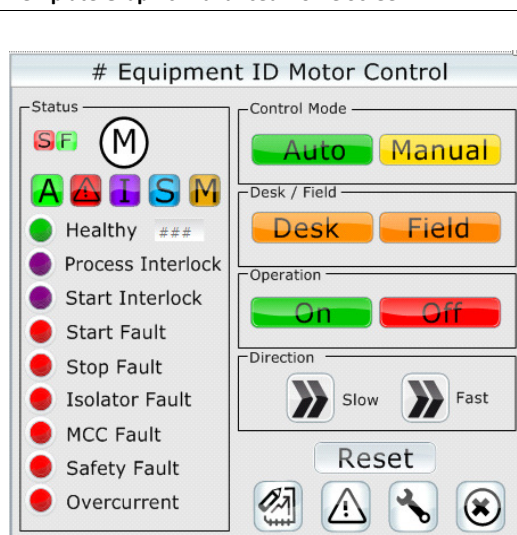 # Equipment ID Motor Control
Status
S F M
A I S M
Healthy ###
Process Interlock
Start Interlock
Start Fault
Stop Fault
Isolator Fault
MCC Fault
Safety Fault
Overcurrent
Control Mode
Auto Manual
Desk / Field
Desk Field
Operation
On Off
Direction
Slow Fast
Reset